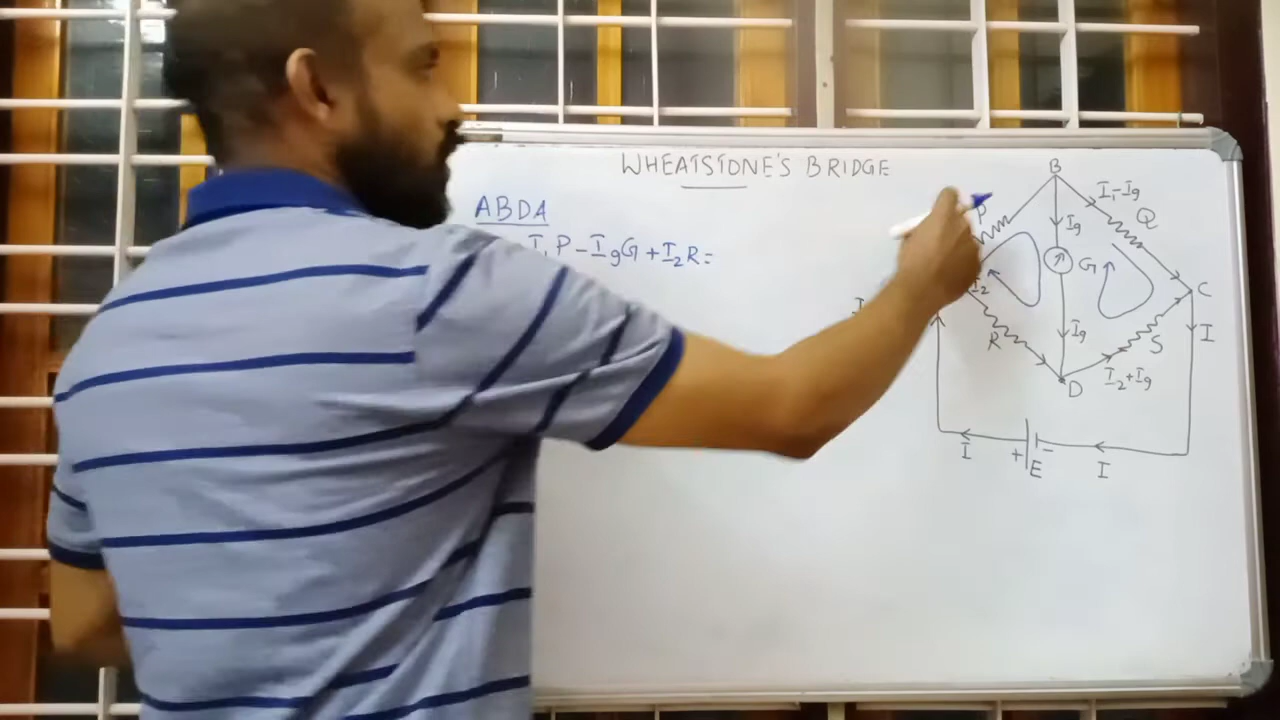 WHEATSTONE'S BRIDGE
ABDA
I₁P - I_gG + I₂R =
B
P
I₁-I_g
Q
I_g
G
C
I₂
R
I_g
S
I
D
I₂+I_g
I
+
-
E
I